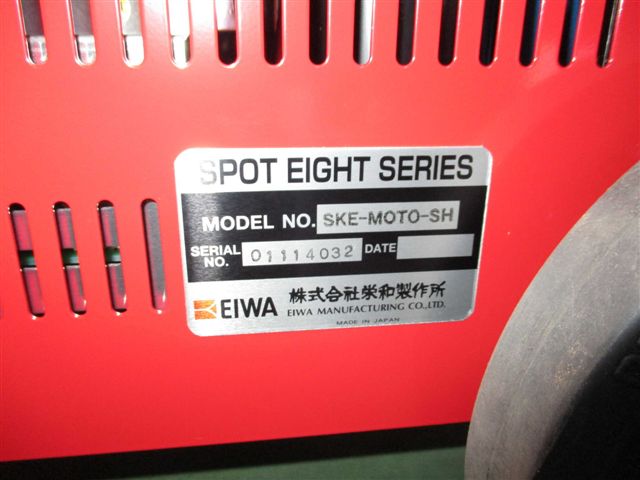 SPOT EIGHT SERIES
MODEL NO. SKE-MOTO-SH
SERIAL NO. 01114032 DATE
EIWA 株式会社栄和製作所
EIWA MANUFACTURING CO.,LTD.
MADE IN JAPAN